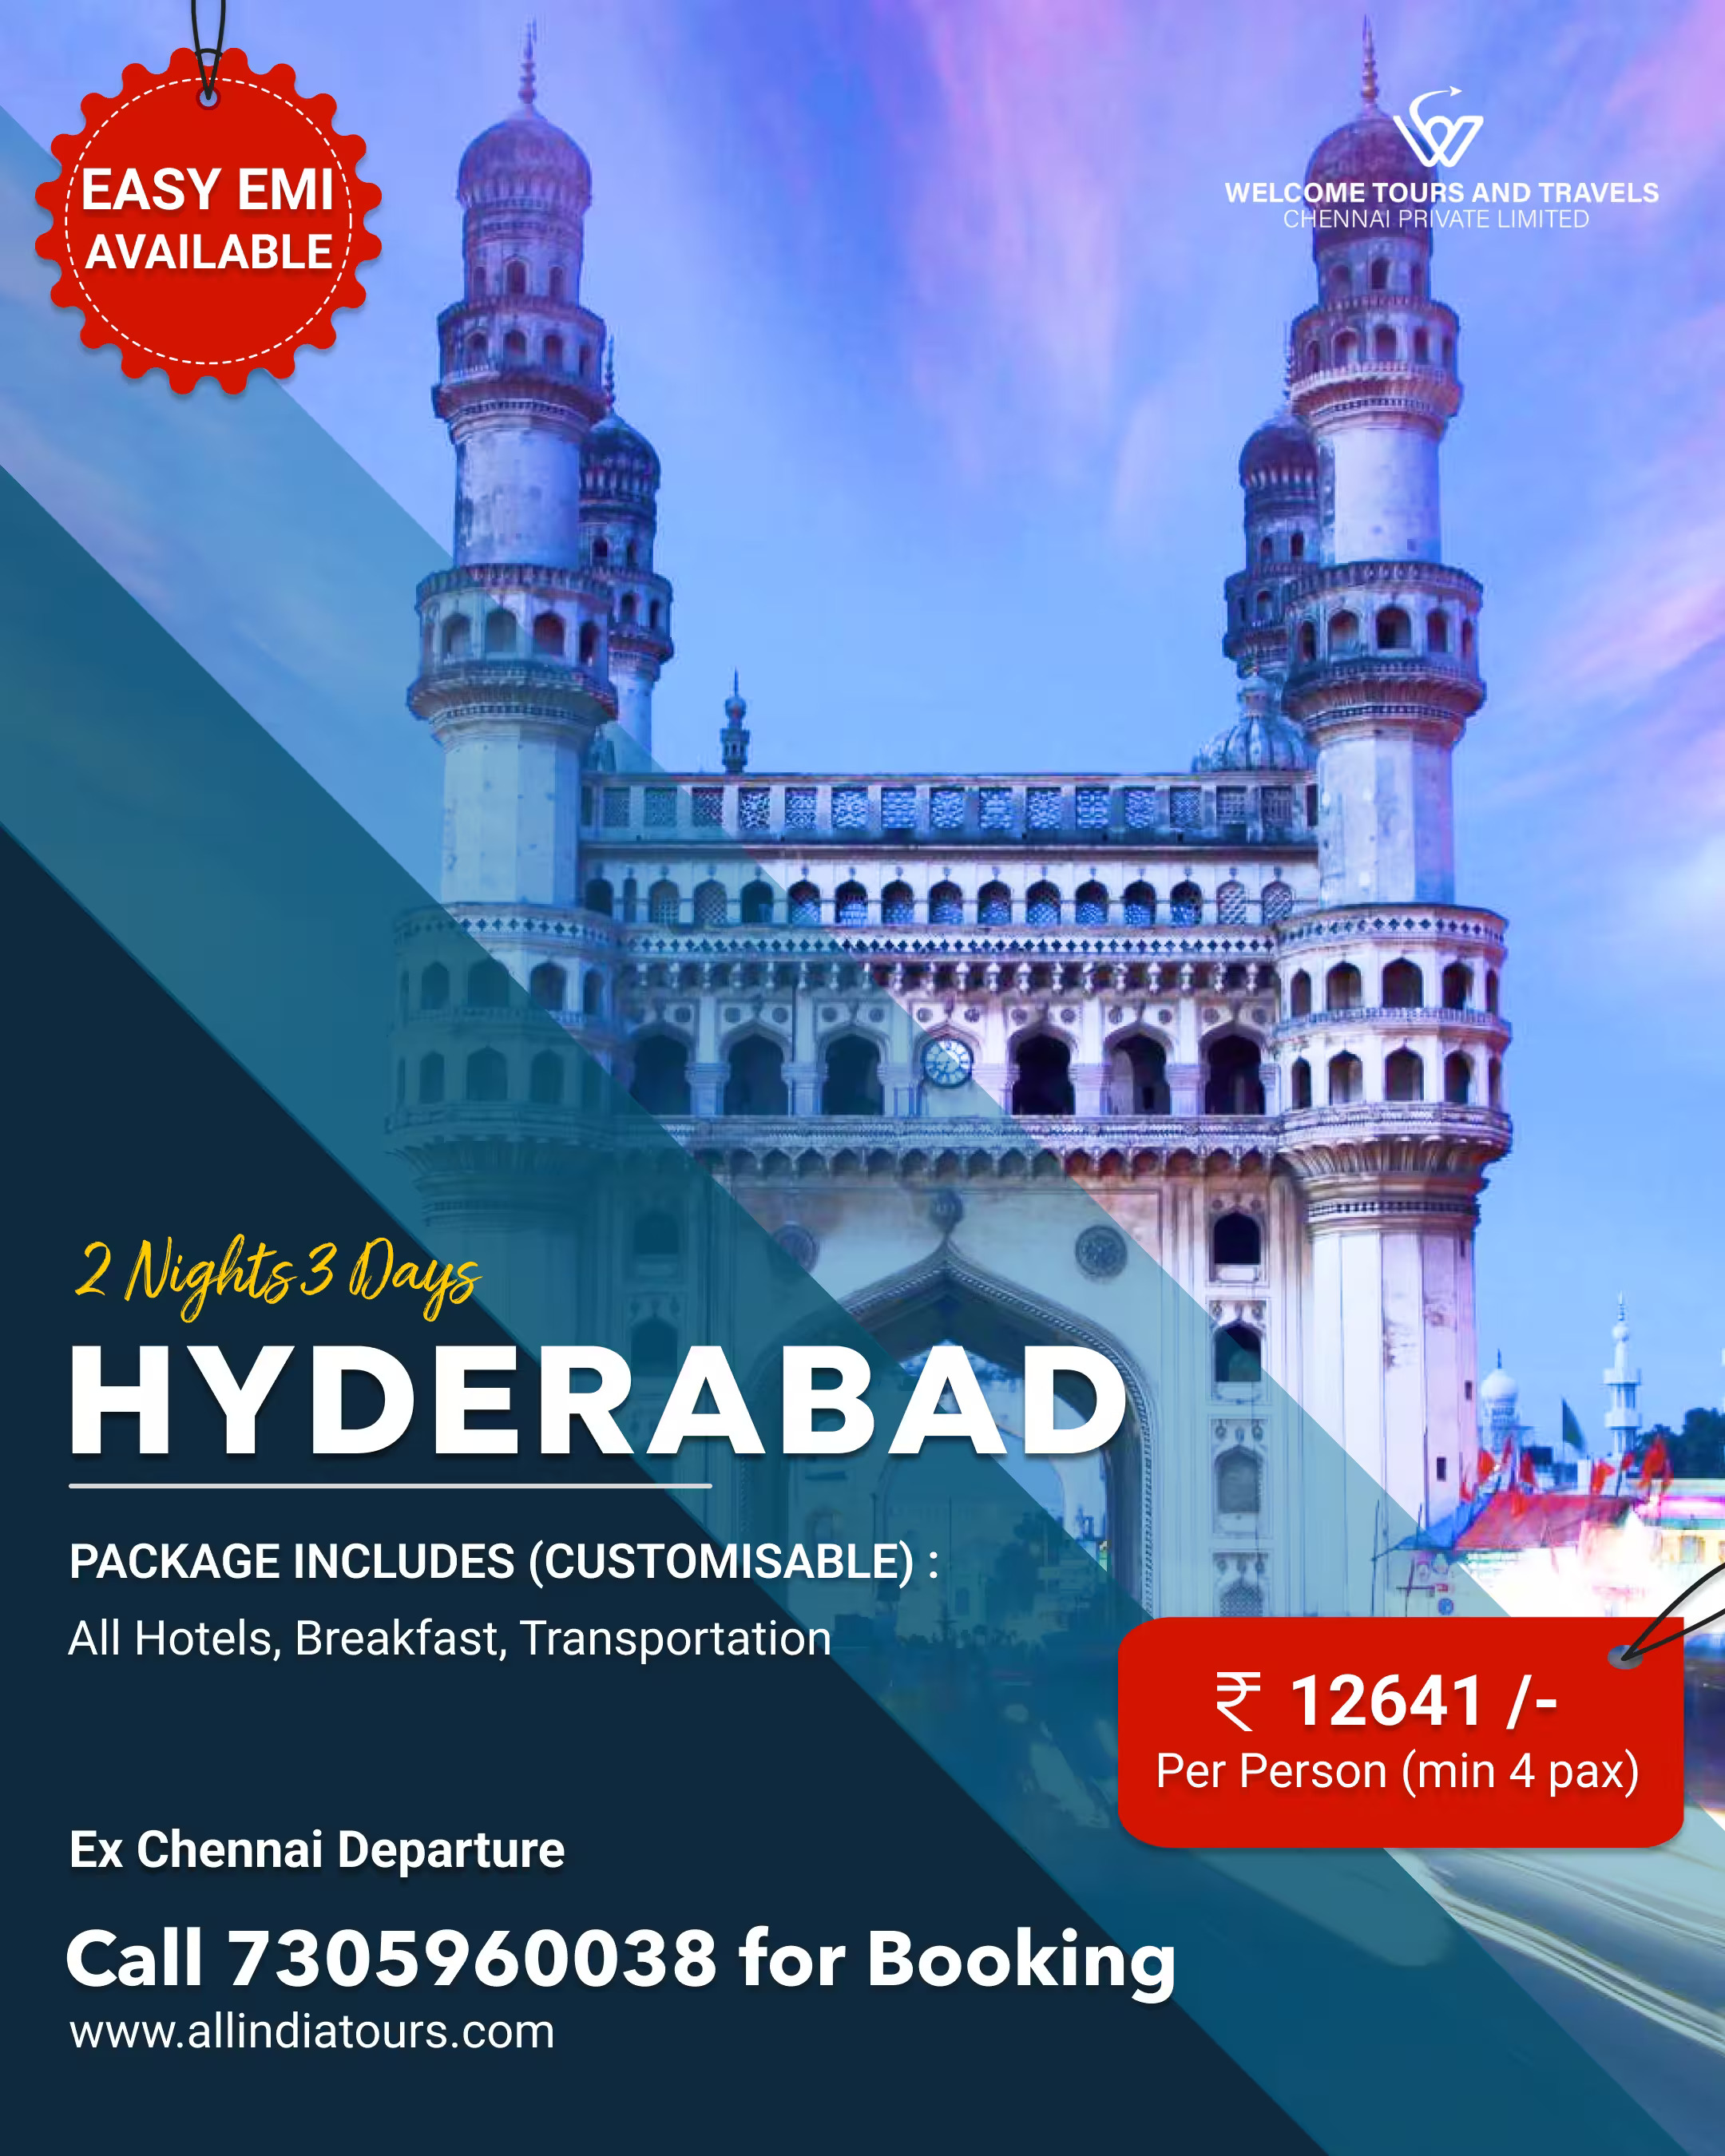 EASY EMI
AVAILABLE
WELCOME TOURS AND TRAVELS
CHENNAI PRIVATE LIMITED
2 Nights 3 Days
HYDERABAD
PACKAGE INCLUDES (CUSTOMISABLE) :
All Hotels, Breakfast, Transportation
₹ 12641 /-
Per Person (min 4 pax)
Ex Chennai Departure
Call 7305960038 for Booking
www.allindiatours.com